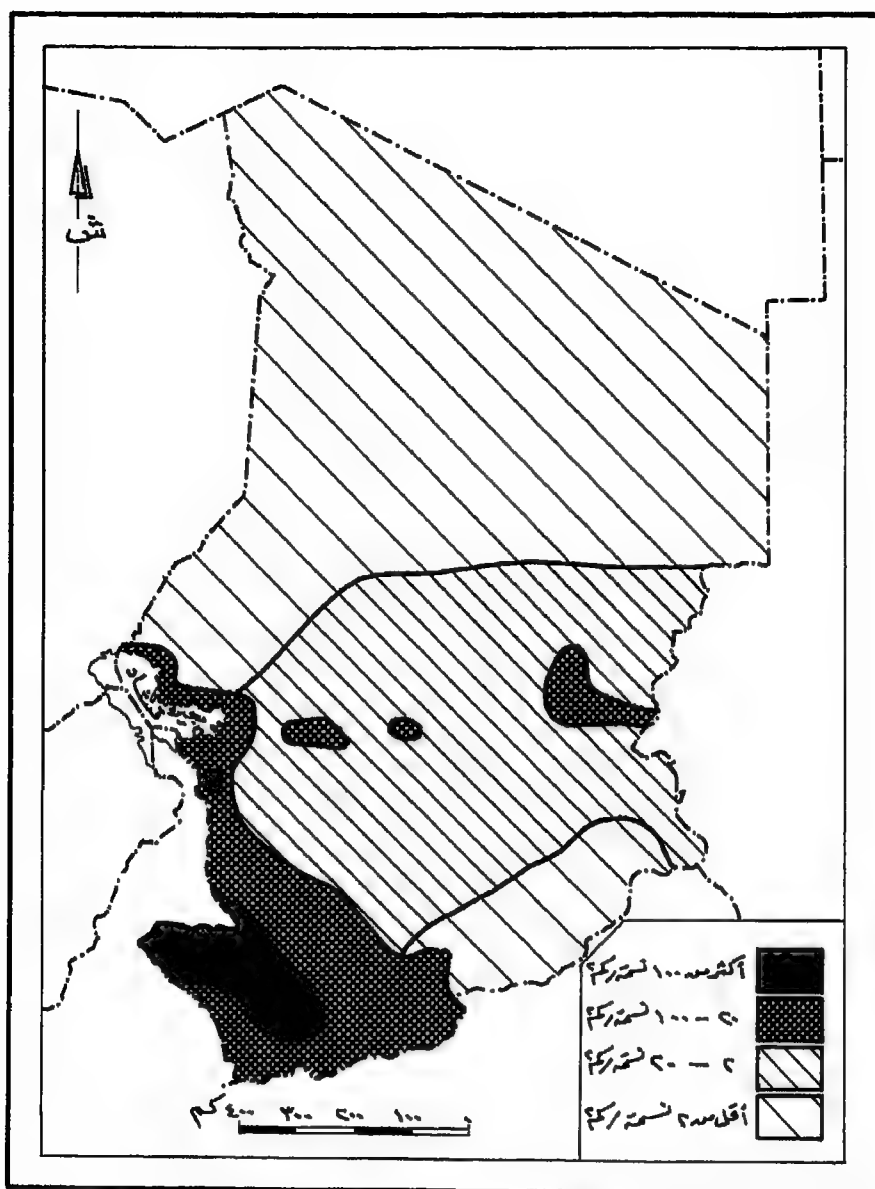 ش
أكثر من ١٠٠ نسمة/كم٢
٢٠ – ١٠٠ نسمة/كم٢
٢ – ٢٠ نسمة/كم٢
أقل من ٢ نسمة/كم٢
٤٠٠ كم ٣٠٠ ٢٠٠ ١٠٠ ٠